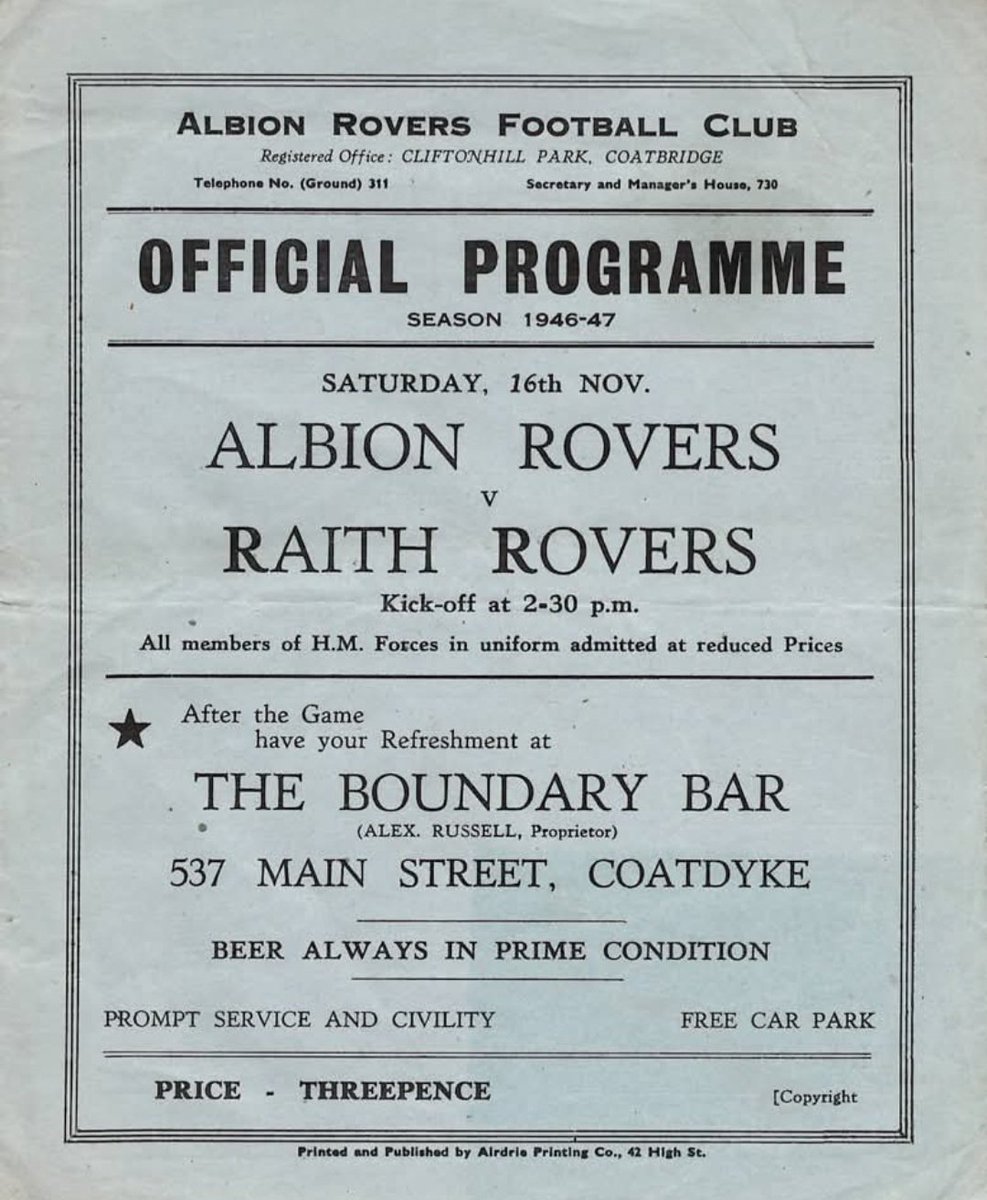 ALBION ROVERS FOOTBALL CLUB
Registered Office: CLIFTONHILL PARK, COATBRIDGE
Telephone No. (Ground) 311 Secretary and Manager's House, 730
OFFICIAL PROGRAMME
SEASON 1946-47
SATURDAY, 16th NOV.
ALBION ROVERS
v
RAITH ROVERS
Kick-off at 2-30 p.m.
All members of H.M. Forces in uniform admitted at reduced Prices
After the Game
have your Refreshment at
THE BOUNDARY BAR
(ALEX. RUSSELL, Proprietor)
537 MAIN STREET, COATDYKE
BEER ALWAYS IN PRIME CONDITION
PROMPT SERVICE AND CIVILITY FREE CAR PARK
PRICE - THREEPENCE [Copyright
Printed and Published by Airdrie Printing Co., 42 High St.